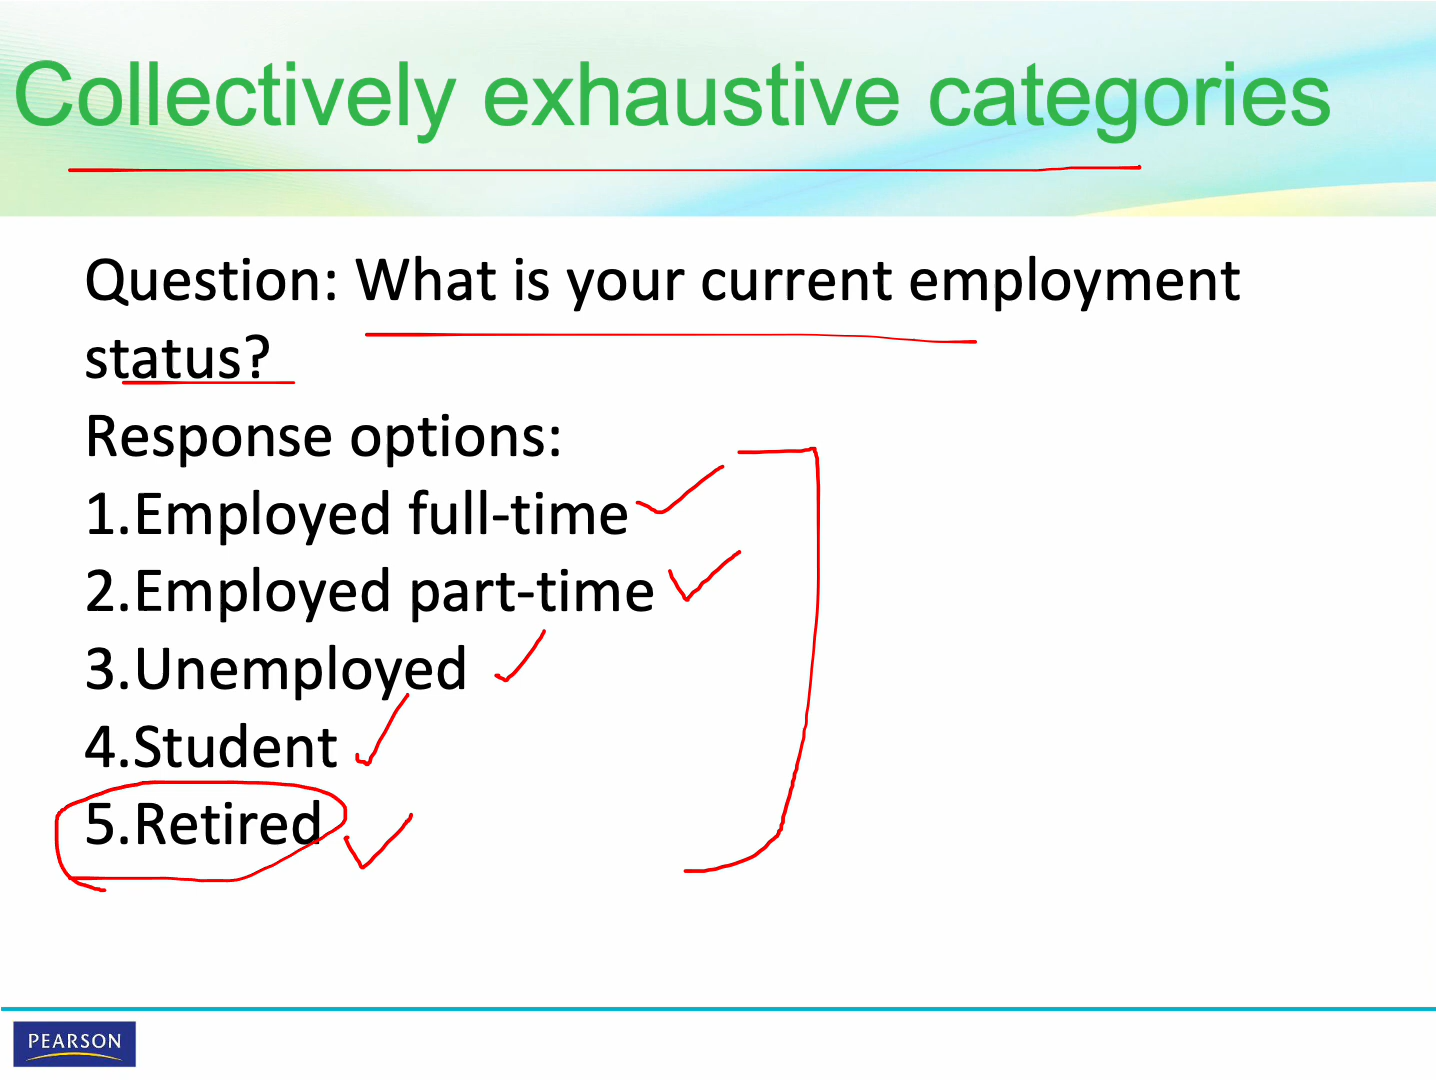 Collectively exhaustive categories
Question: What is your current employment
status?
Response options:
1.Employed full-time
2.Employed part-time
3.Unemployed
4.Student
5.Retired
PEARSON